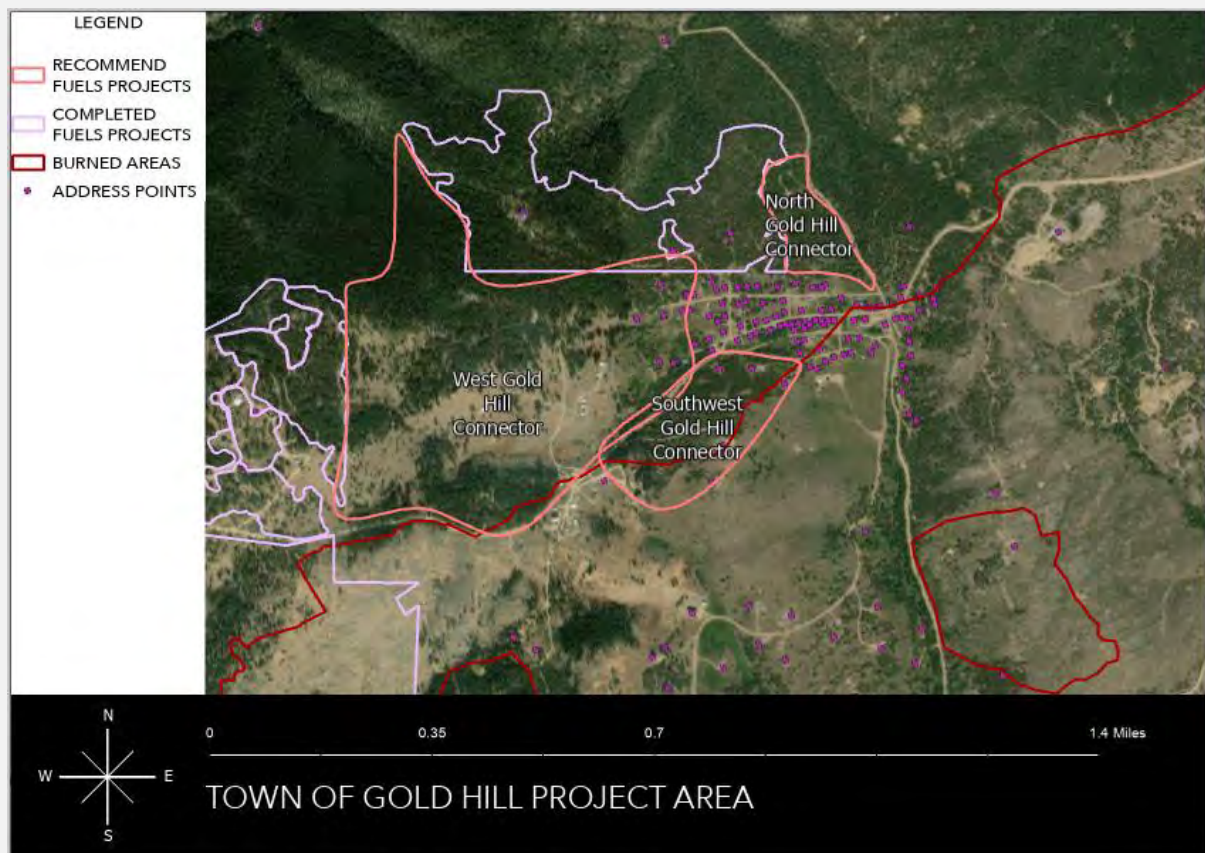 LEGEND
RECOMMEND
FUELS PROJECTS
COMPLETED
FUELS PROJECTS
BURNED AREAS
ADDRESS POINTS
North
Gold Hill
Connector
West Gold
Hill
Connector
Southwest
Gold Hill
Connector
N
W E
S
0 0.35 0.7 1.4 Miles
TOWN OF GOLD HILL PROJECT AREA